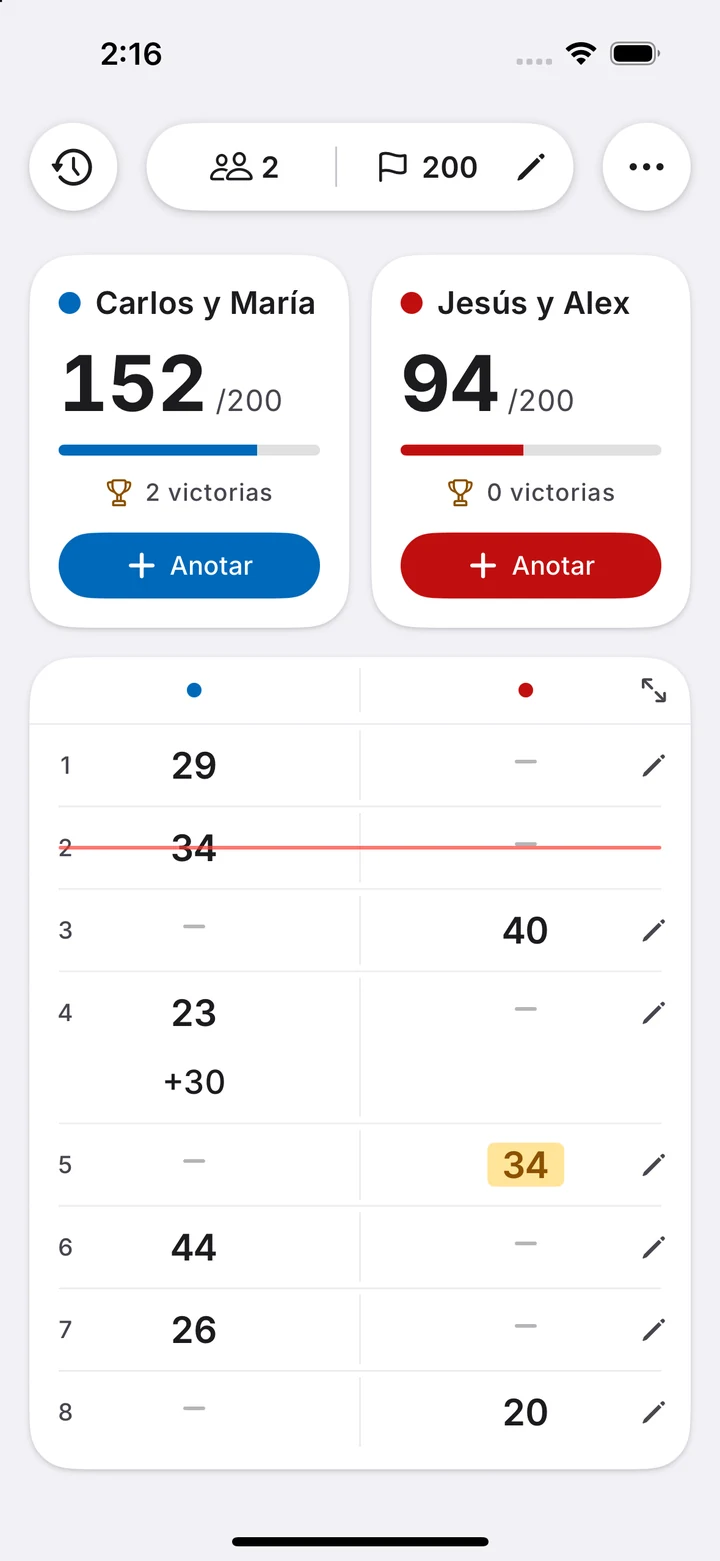 2:16
2
200
Carlos y María
152 /200
2 victorias
+ Anotar
Jesús y Alex
94 /200
0 victorias
+ Anotar
1 29 –
2 34 –
3 – 40
4 23 –
+30
5 – 34
6 44 –
7 26 –
8 – 20